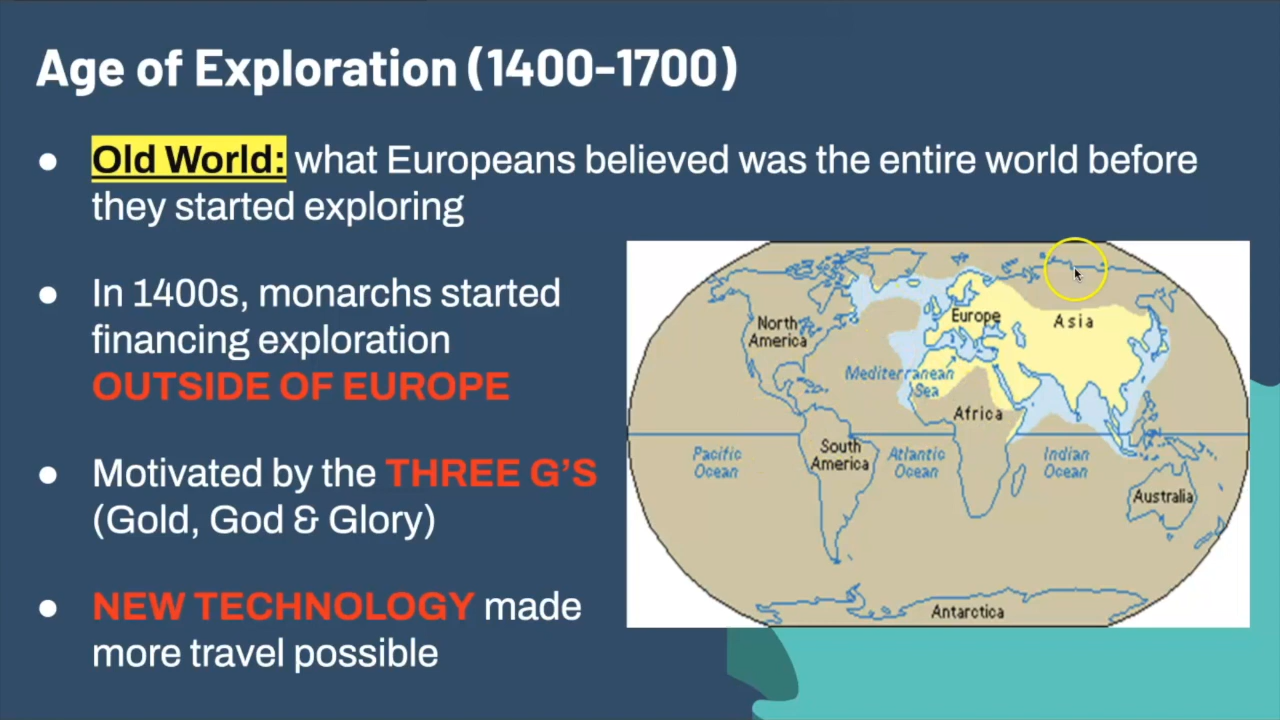 Age of Exploration (1400-1700)
● Old World: what Europeans believed was the entire world before
they started exploring
● In 1400s, monarchs started
financing exploration
OUTSIDE OF EUROPE
● Motivated by the THREE G'S
(Gold, God & Glory)
● NEW TECHNOLOGY made
more travel possible
North
America
Europe
Asia
Mediterranean
Sea
Africa
Pacific
Ocean
South
America
Atlantic
Ocean
Indian
Ocean
Australia
Antarctica